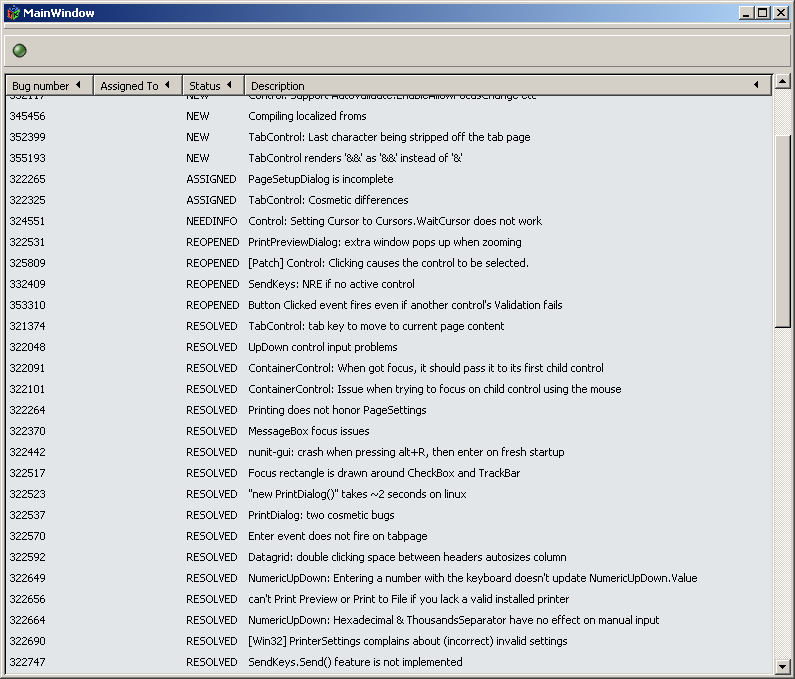 MainWindow
Bug number Assigned To Status Description
332117 NEW Control: Support AutoValidate.EnableAllowFocusChange etc
345456 NEW Compiling localized froms
352399 NEW TabControl: Last character being stripped off the tab page
355193 NEW TabControl renders '&&' as '&&' instead of '&'
322265 ASSIGNED PageSetupDialog is incomplete
322325 ASSIGNED TabControl: Cosmetic differences
324551 NEEDINFO Control: Setting Cursor to Cursors.WaitCursor does not work
322531 REOPENED PrintPreviewDialog: extra window pops up when zooming
325809 REOPENED [Patch] Control: Clicking causes the control to be selected.
332409 REOPENED SendKeys: NRE if no active control
353310 REOPENED Button Clicked event fires even if another control's Validation fails
321374 RESOLVED TabControl: tab key to move to current page content
322048 RESOLVED UpDown control input problems
322091 RESOLVED ContainerControl: When got focus, it should pass it to its first child control
322101 RESOLVED ContainerControl: Issue when trying to focus on child control using the mouse
322264 RESOLVED Printing does not honor PageSettings
322370 RESOLVED MessageBox focus issues
322442 RESOLVED nunit-gui: crash when pressing alt+R, then enter on fresh startup
322517 RESOLVED Focus rectangle is drawn around CheckBox and TrackBar
322523 RESOLVED "new PrintDialog()" takes ~2 seconds on linux
322537 RESOLVED PrintDialog: two cosmetic bugs
322570 RESOLVED Enter event does not fire on tabpage
322592 RESOLVED Datagrid: double clicking space between headers autosizes column
322649 RESOLVED NumericUpDown: Entering a number with the keyboard doesn't update NumericUpDown.Value
322656 RESOLVED can't Print Preview or Print to File if you lack a valid installed printer
322664 RESOLVED NumericUpDown: Hexadecimal & ThousandsSeparator have no effect on manual input
322690 RESOLVED [Win32] PrinterSettings complains about (incorrect) invalid settings
322747 RESOLVED SendKeys.Send() feature is not implemented